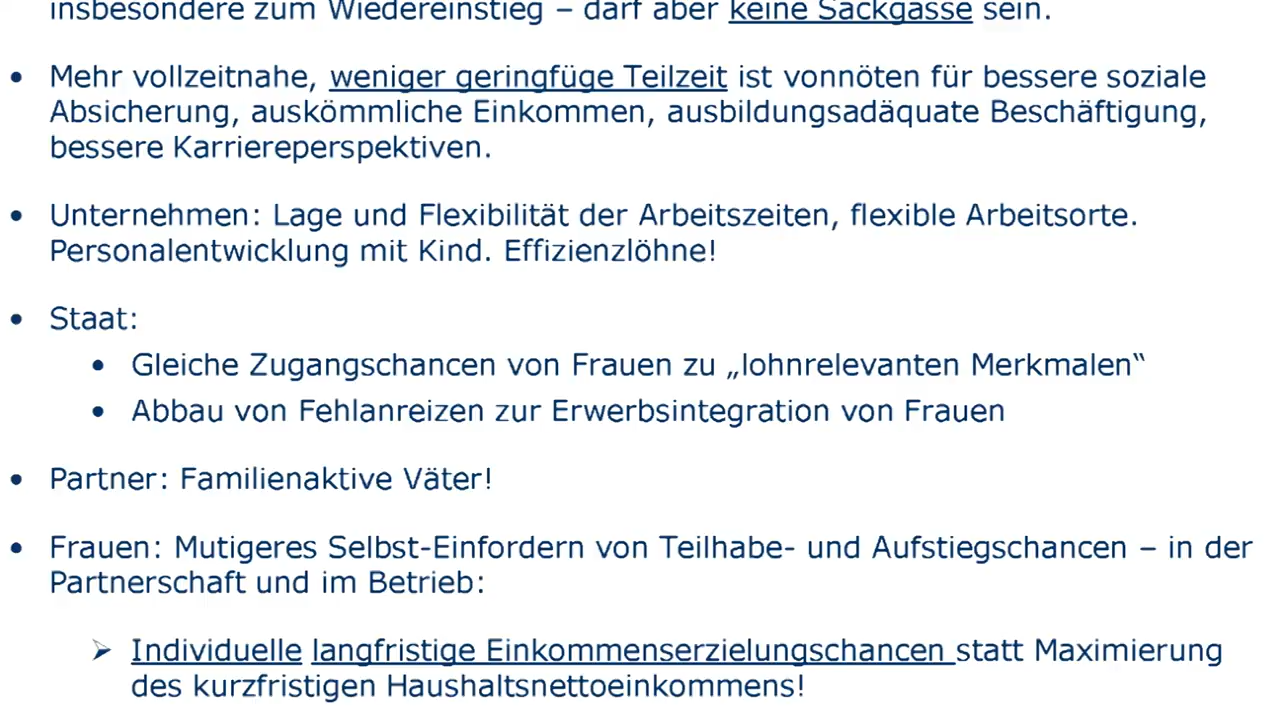 insbesondere zum Wiedereinstieg – darf aber keine Sackgasse sein.
• Mehr vollzeitnahe, weniger geringfüge Teilzeit ist vonnöten für bessere soziale
Absicherung, auskömmliche Einkommen, ausbildungsadäquate Beschäftigung,
bessere Karriereperspektiven.
• Unternehmen: Lage und Flexibilität der Arbeitszeiten, flexible Arbeitsorte.
Personalentwicklung mit Kind. Effizienzlöhne!
• Staat:
• Gleiche Zugangschancen von Frauen zu „lohnrelevanten Merkmalen“
• Abbau von Fehlanreizen zur Erwerbsintegration von Frauen
• Partner: Familienaktive Väter!
• Frauen: Mutigeres Selbst-Einfordern von Teilhabe- und Aufstiegschancen – in der
Partnerschaft und im Betrieb:
➢ Individuelle langfristige Einkommenserzielungschancen statt Maximierung
des kurzfristigen Haushaltsnettoeinkommens!